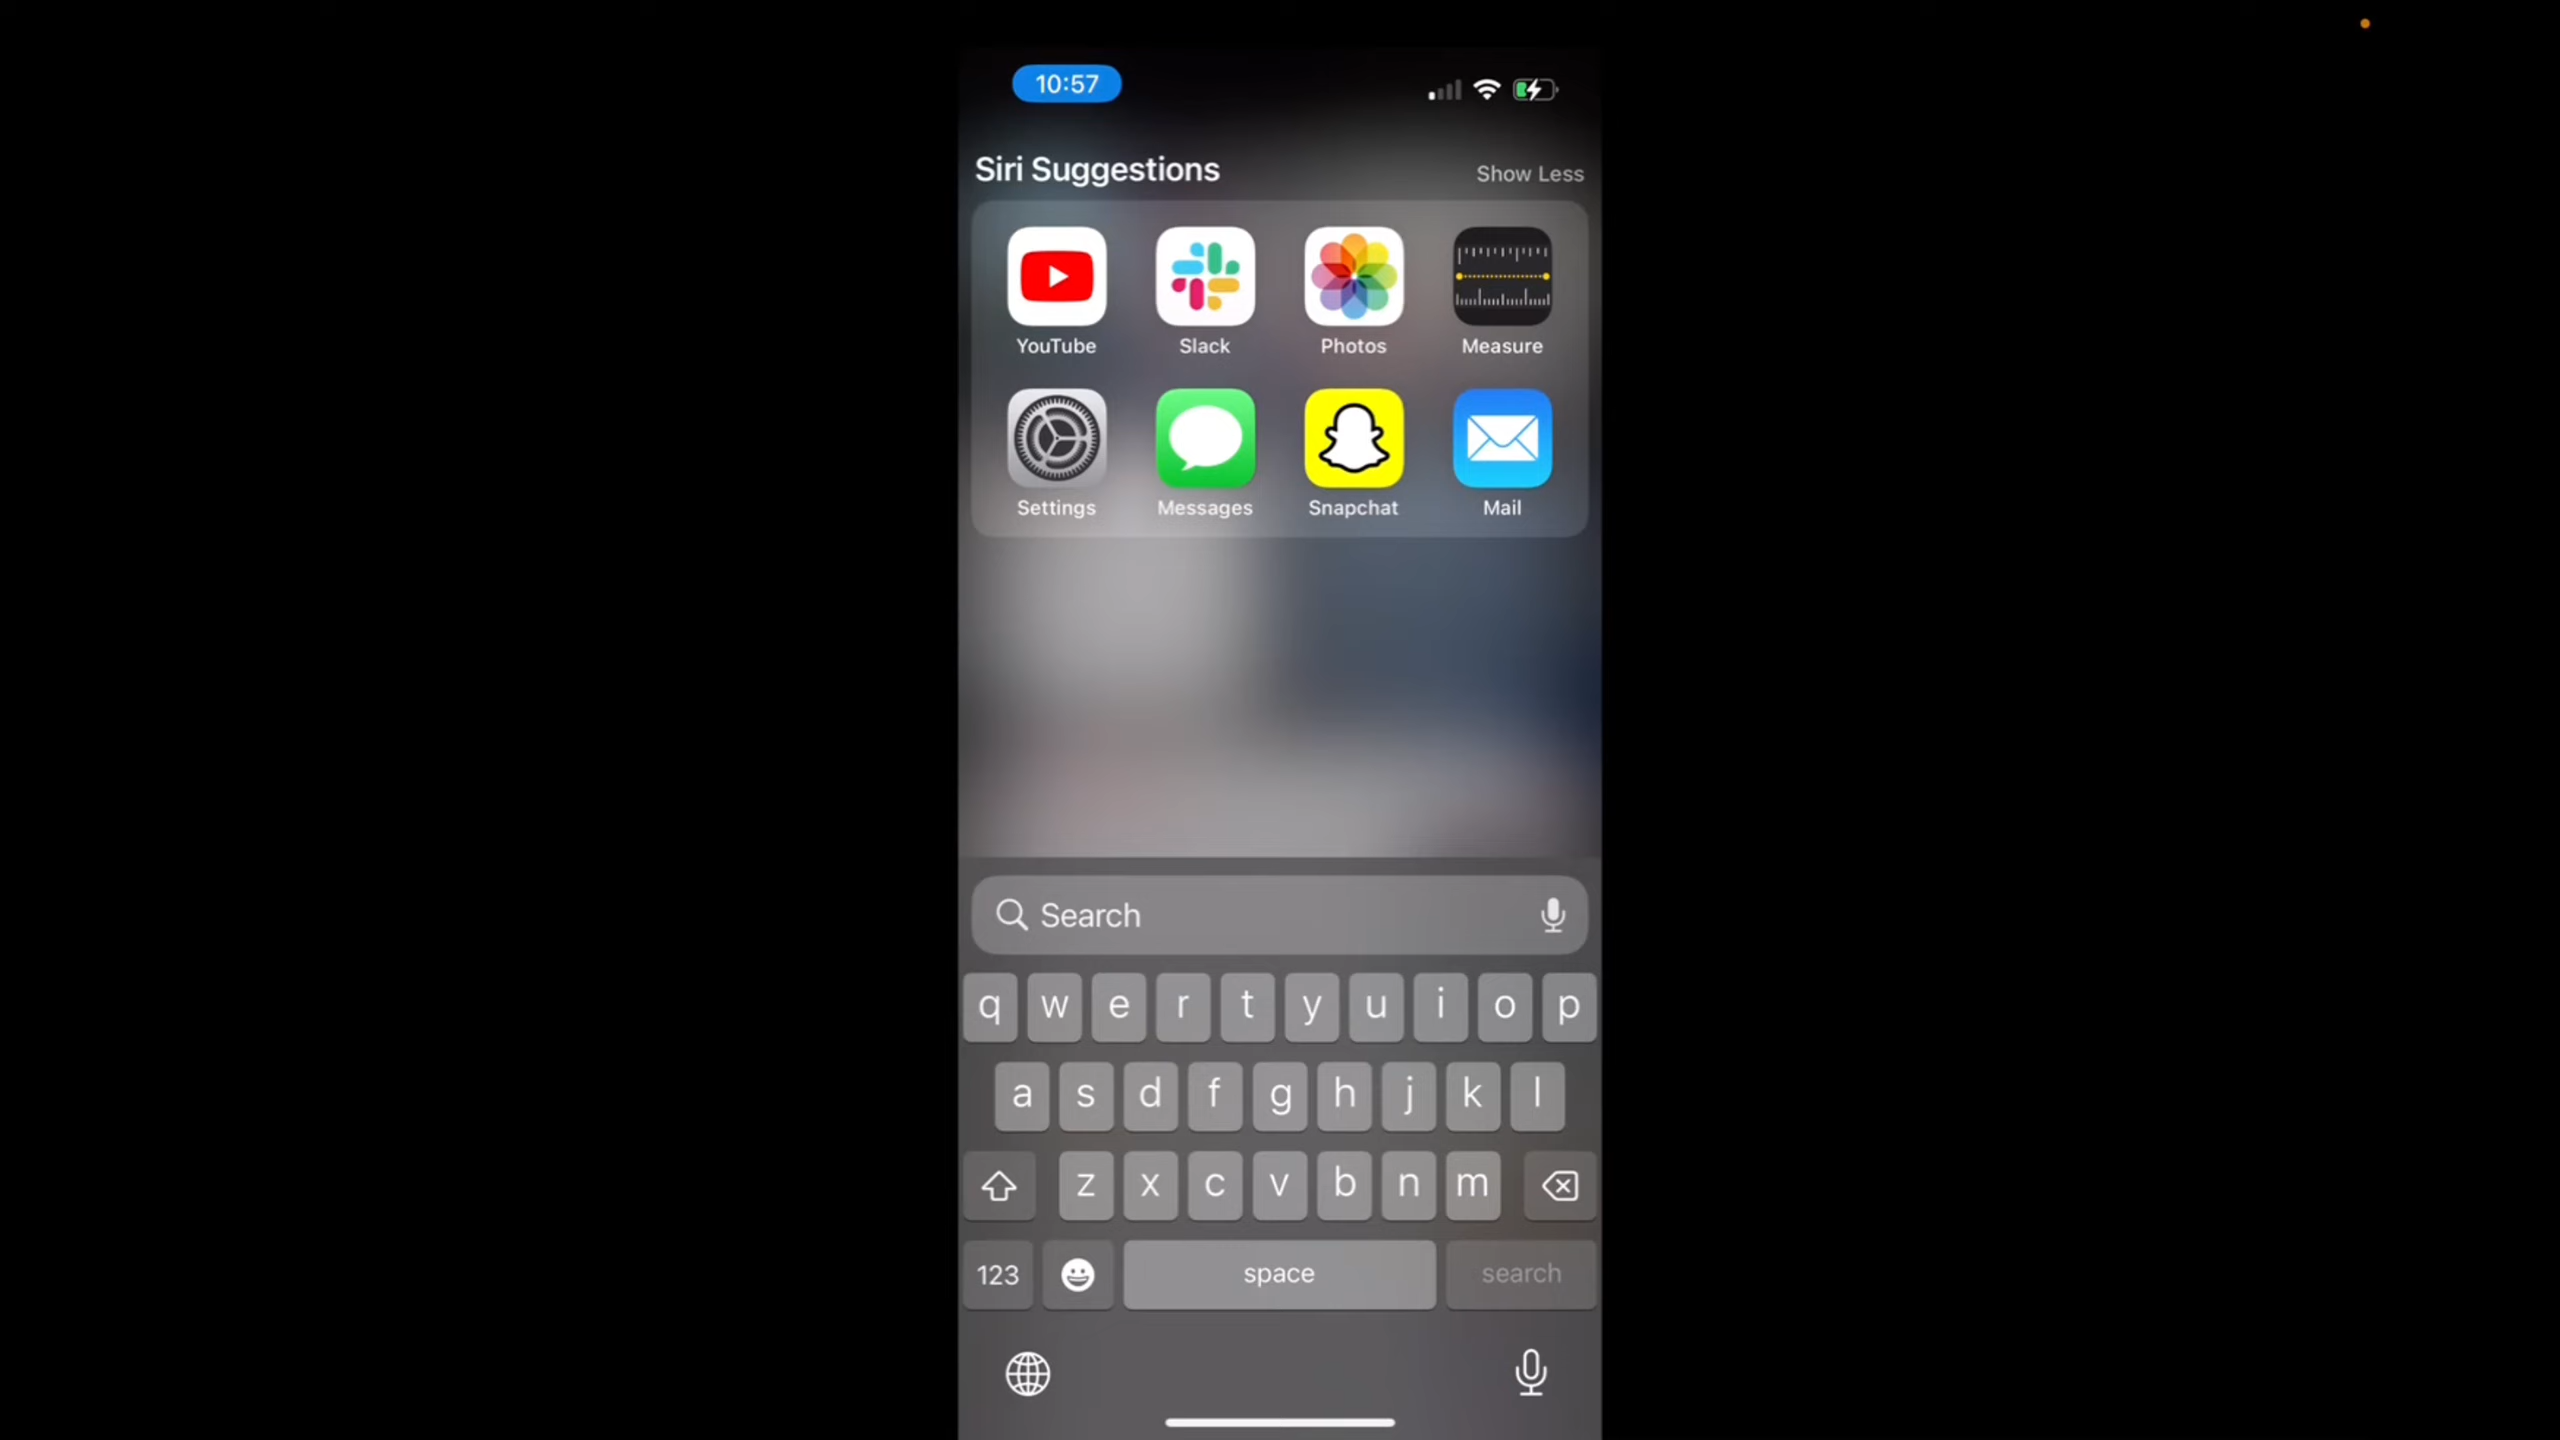 10:57
Siri Suggestions
Show Less
YouTube
Slack
Photos
Measure
Settings
Messages
Snapchat
Mail
Search
q w e r t y u i o p
a s d f g h j k l
z x c v b n m
123
space
search